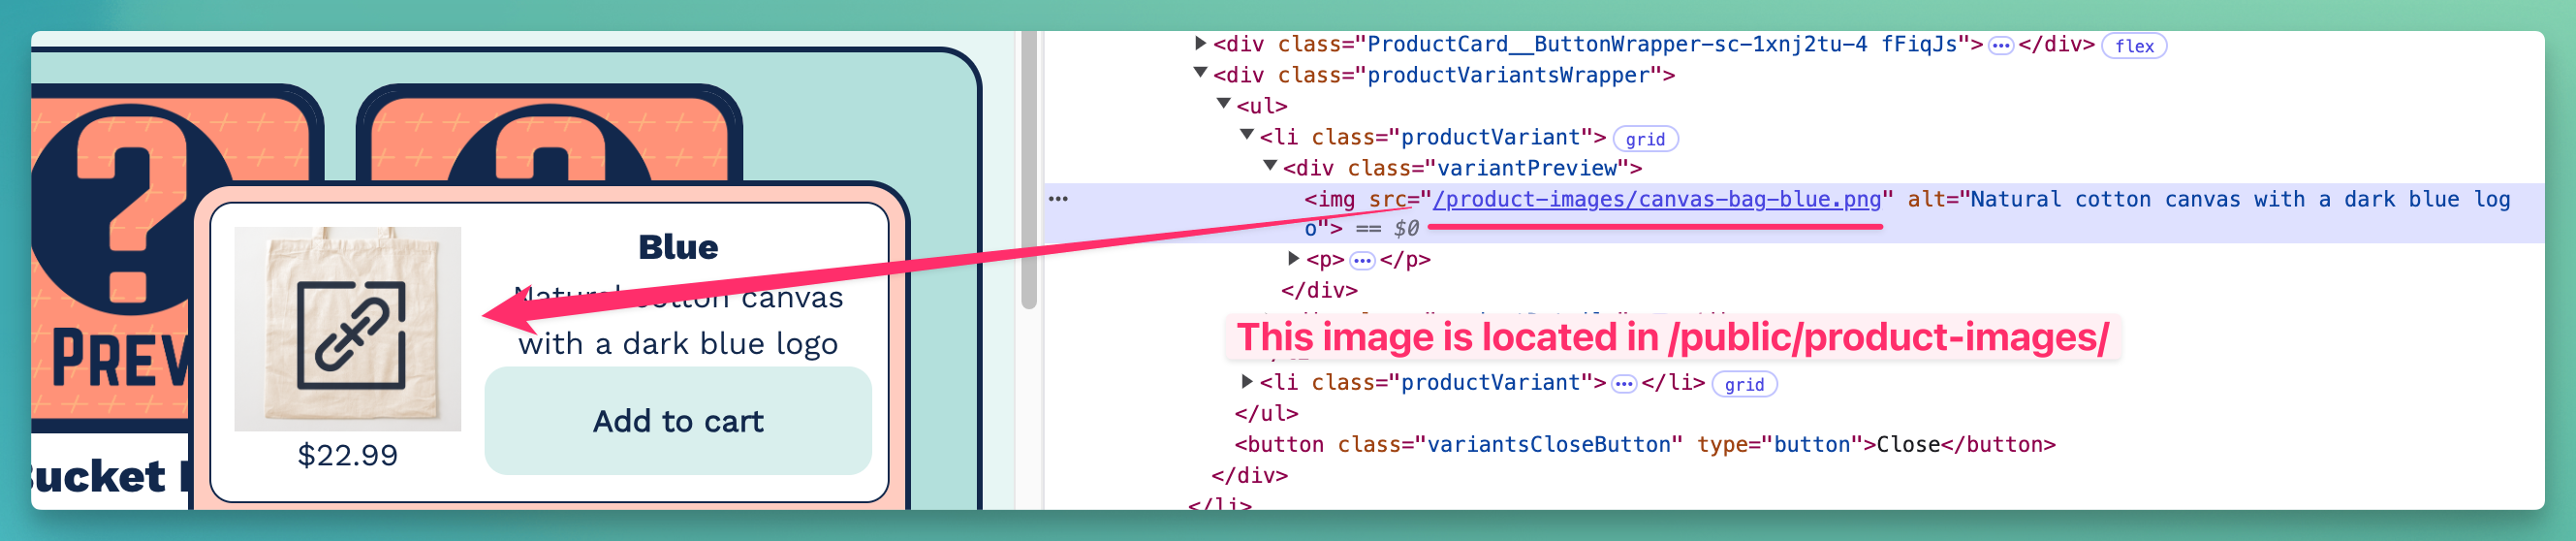 ?
?
PREV
Bucket
Blue
Natural cotton canvas
with a dark blue logo
Add to cart
$22.99
<div class="ProductCard__ButtonWrapper-sc-1xnj2tu-4 fFiqJs">…</div> flex
<div class="productVariantsWrapper">
<ul>
<li class="productVariant"> grid
<div class="variantPreview">
… <img src="/product-images/canvas-bag-blue.png" alt="Natural cotton canvas with a dark blue log
o"> == $0
<p>…</p>
</div>
This image is located in /public/product-images/
<li class="productVariant">…</li> grid
</ul>
<button class="variantsCloseButton" type="button">Close</button>
</div>
</li>